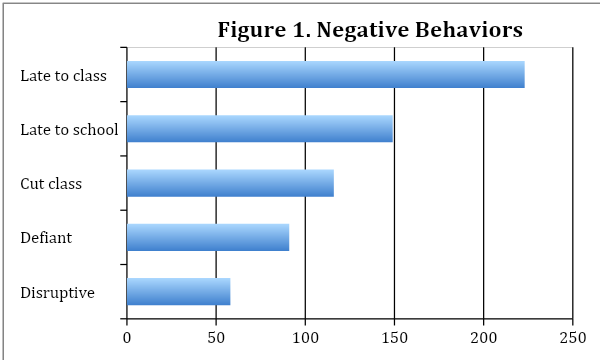 Figure 1. Negative Behaviors
Late to class
Late to school
Cut class
Defiant
Disruptive
0 50 100 150 200 250